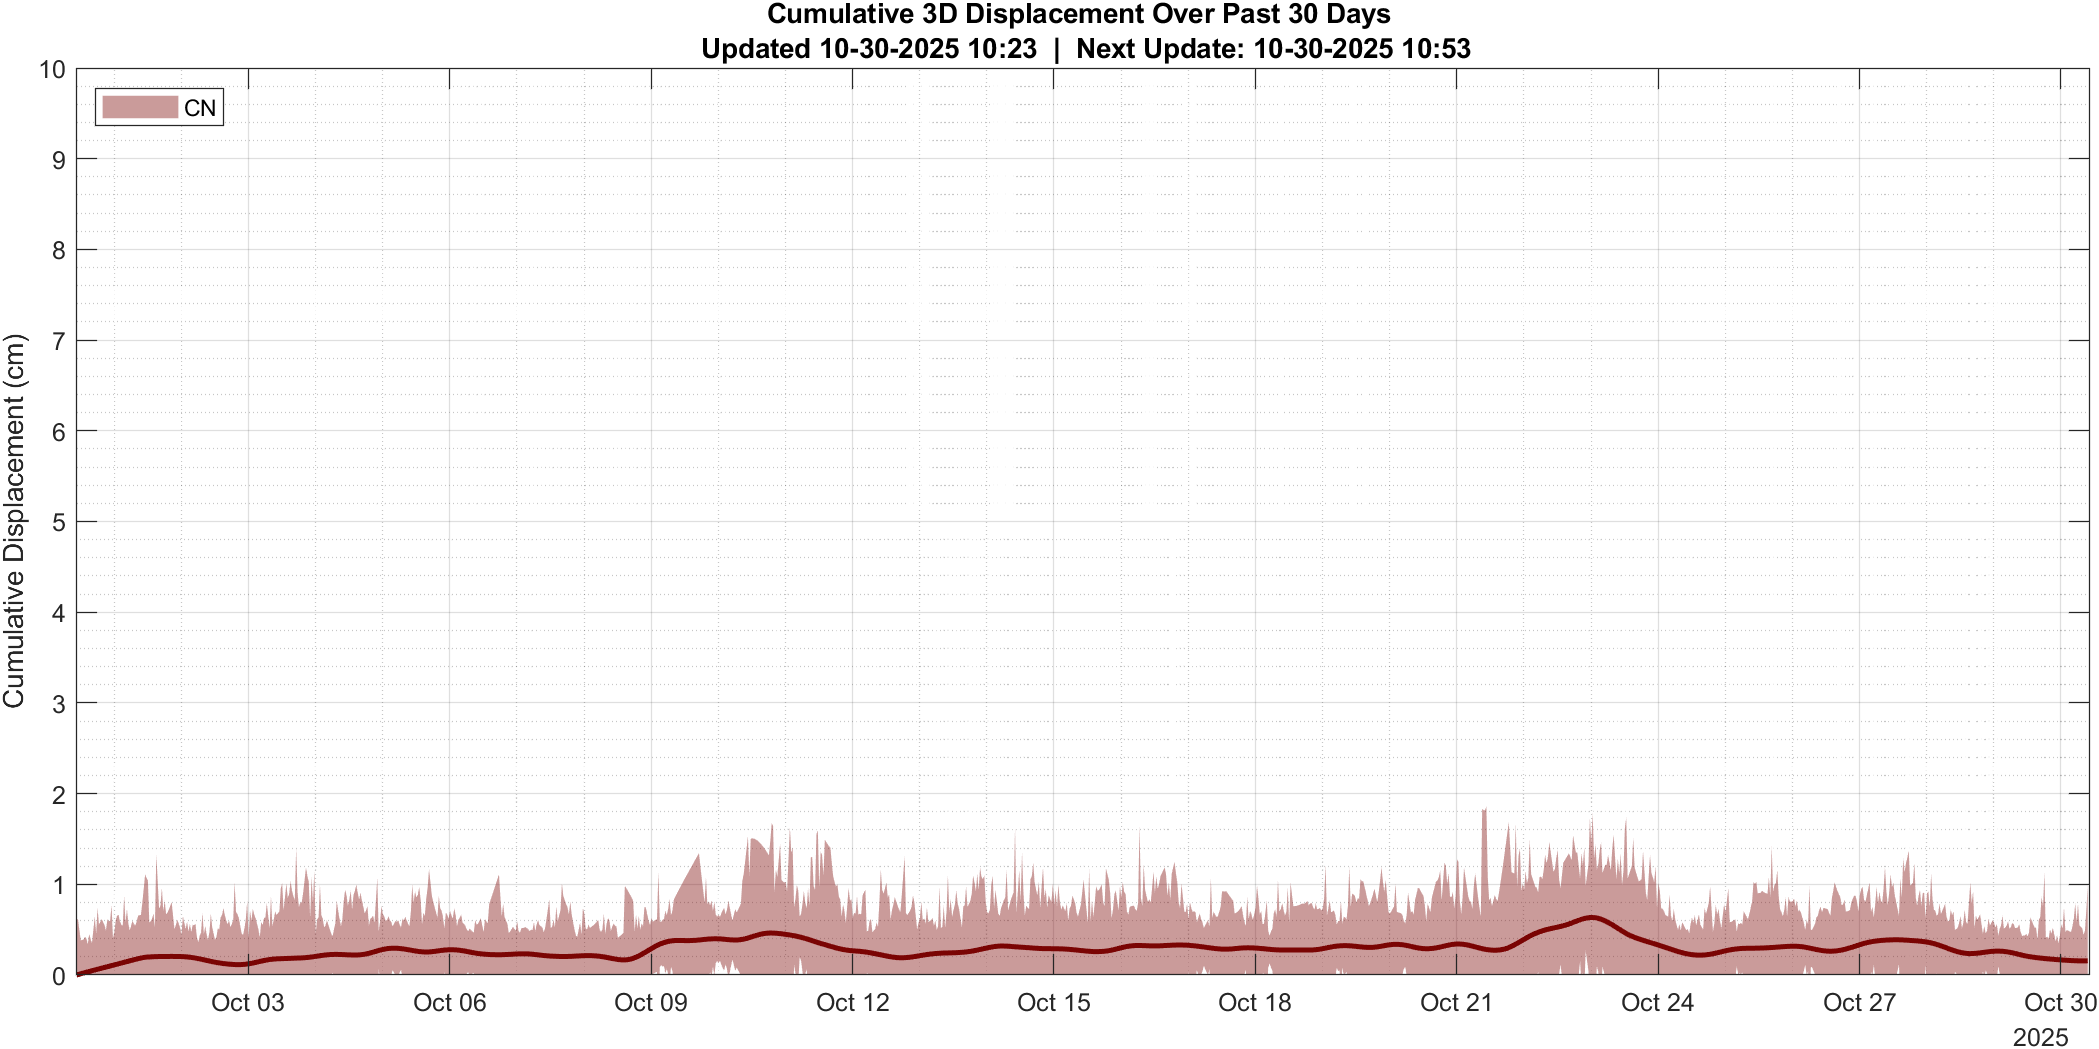 Cumulative 3D Displacement Over Past 30 Days
Updated 10-30-2025 10:23 | Next Update: 10-30-2025 10:53
CN
Cumulative Displacement (cm)
10
9
8
7
6
5
4
3
2
1
0
Oct 03 Oct 06 Oct 09 Oct 12 Oct 15 Oct 18 Oct 21 Oct 24 Oct 27 Oct 30
2025